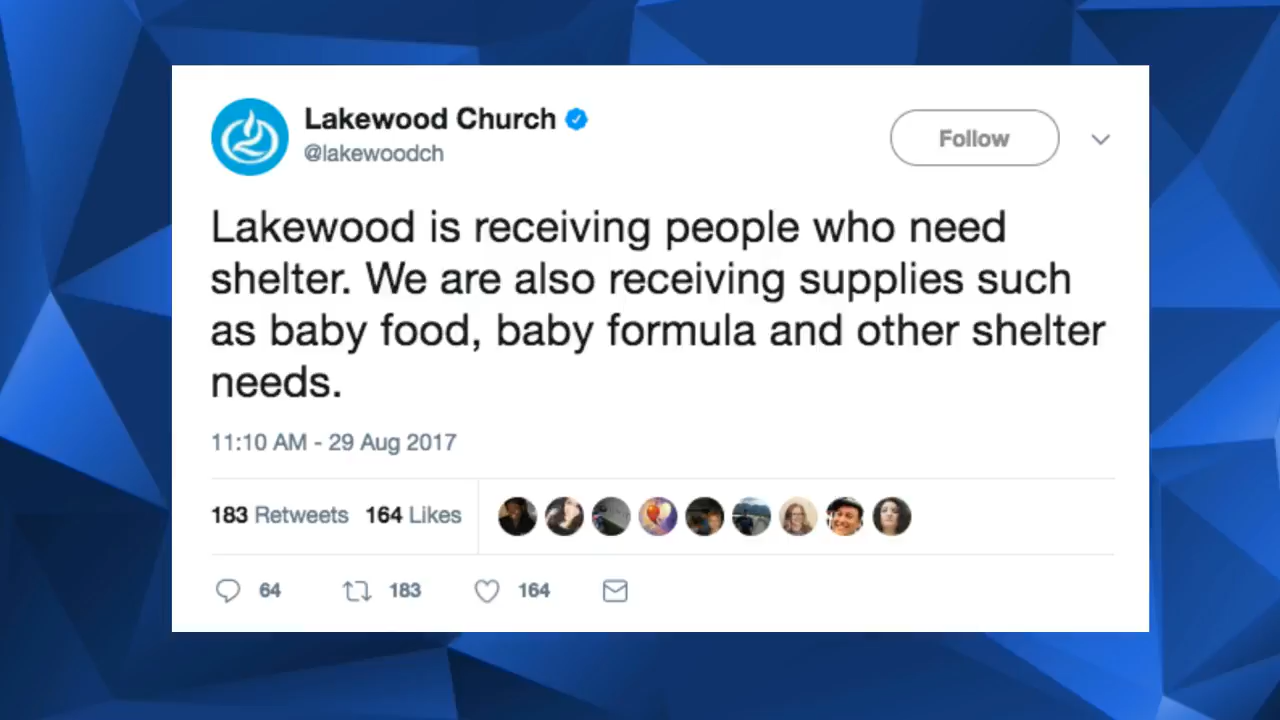 Lakewood Church
@lakewoodch
Follow
Lakewood is receiving people who need
shelter. We are also receiving supplies such
as baby food, baby formula and other shelter
needs.
11:10 AM - 29 Aug 2017
183 Retweets 164 Likes
64 183 164